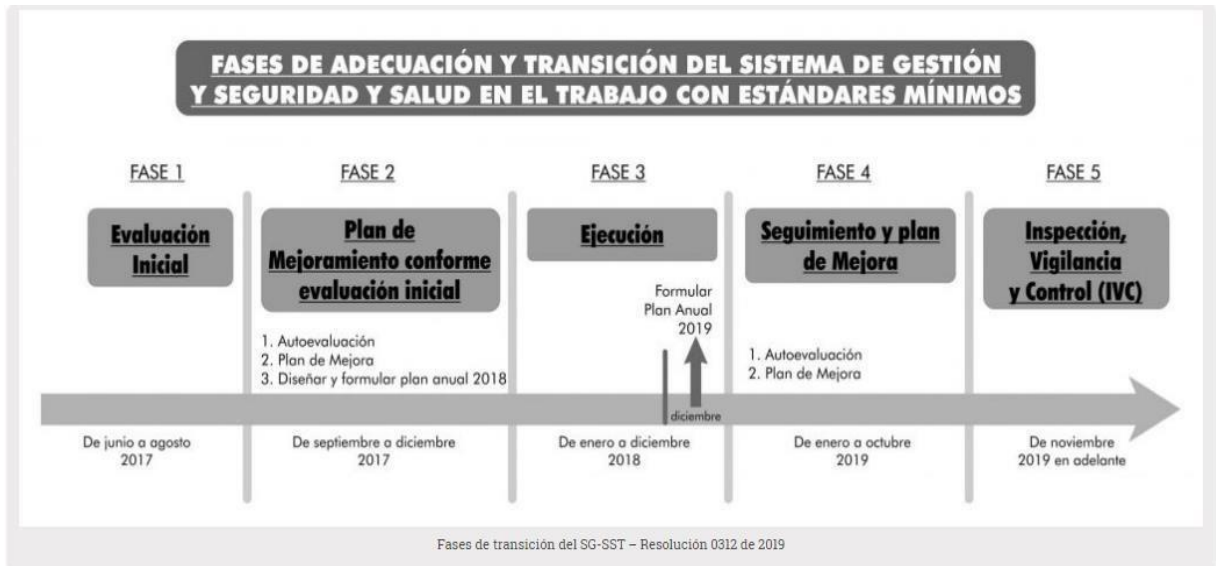 FASES DE ADECUACIÓN Y TRANSICIÓN DEL SISTEMA DE GESTIÓN
Y SEGURIDAD Y SALUD EN EL TRABAJO CON ESTÁNDARES MÍNIMOS
FASE 1
Evaluación
Inicial
De junio a agosto
2017
FASE 2
Plan de
Mejoramiento conforme
evaluación inicial
1. Autoevaluación
2. Plan de Mejora
3. Diseñar y formular plan anual 2018
De septiembre a diciembre
2017
FASE 3
Ejecución
Formular
Plan Anual
2019
diciembre
De enero a diciembre
2018
FASE 4
Seguimiento y plan
de Mejora
1. Autoevaluación
2. Plan de Mejora
De enero a octubre
2019
FASE 5
Inspección,
Vigilancia
y Control (IVC)
De noviembre
2019 en adelante
Fases de transición del SG-SST – Resolución 0312 de 2019